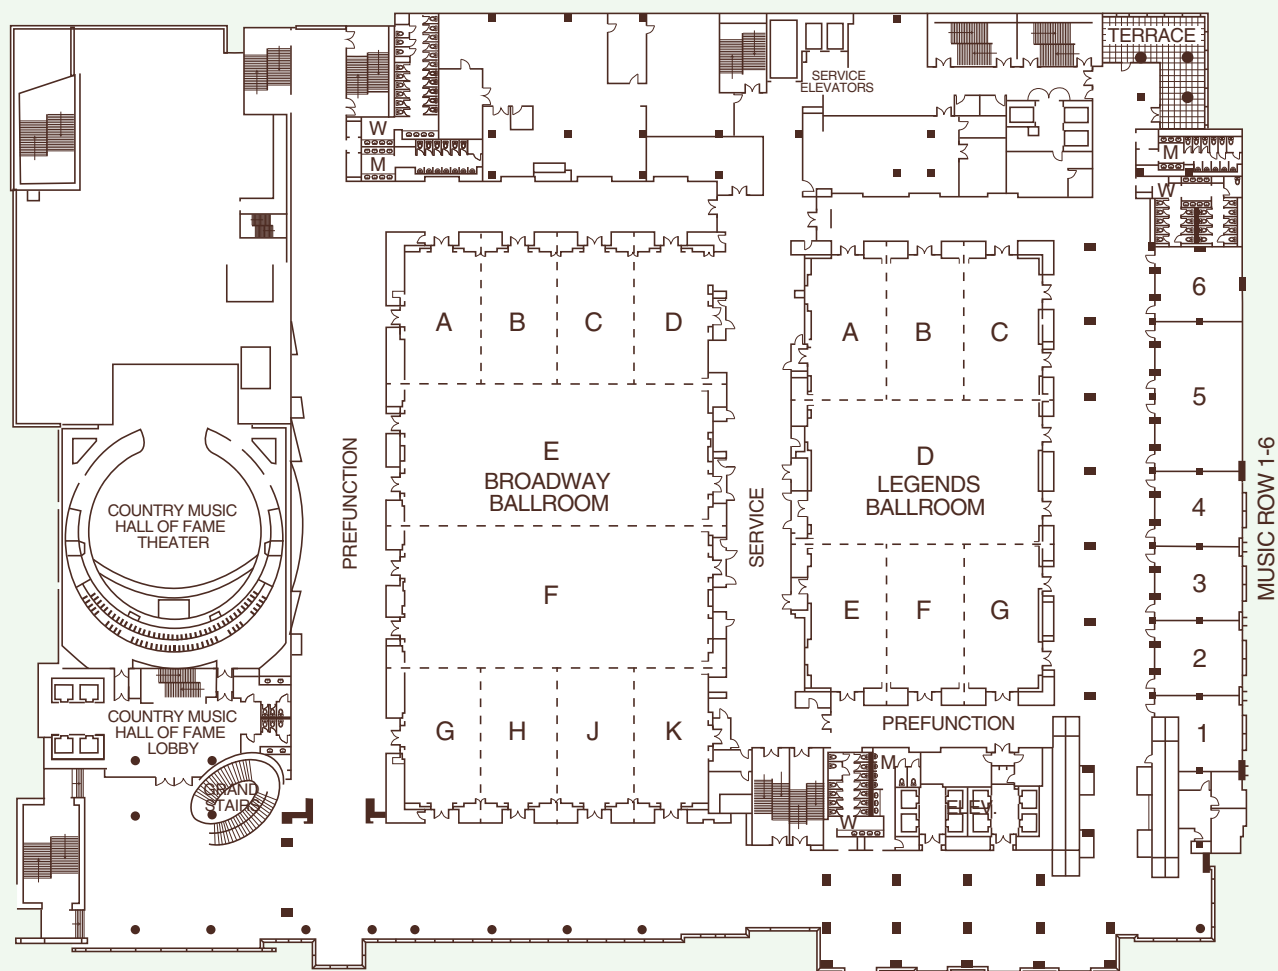 TERRACE
SERVICE
ELEVATORS
W
M
M
W
A
B
C
D
A
B
C
6
5
E
BROADWAY
BALLROOM
D
LEGENDS
BALLROOM
PREFUNCTION
SERVICE
4
MUSIC ROW 1-6
COUNTRY MUSIC
HALL OF FAME
THEATER
F
E
F
G
3
2
COUNTRY MUSIC
HALL OF FAME
LOBBY
G
H
J
K
PREFUNCTION
1
GRAND
STAIRS
M
W
ELEV.